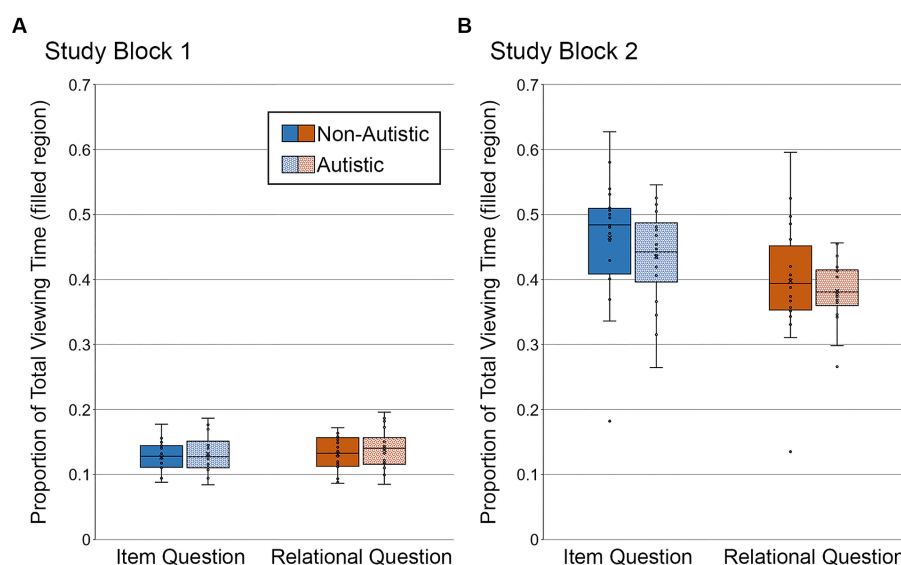 A
Study Block 1
Proportion of Total Viewing Time (filled region)
0.7
0.6
0.5
0.4
0.3
0.2
0.1
0
Non-Autistic
Autistic
Item Question
Relational Question
B
Study Block 2
Proportion of Total Viewing Time (filled region)
0.7
0.6
0.5
0.4
0.3
0.2
0.1
0
Item Question
Relational Question